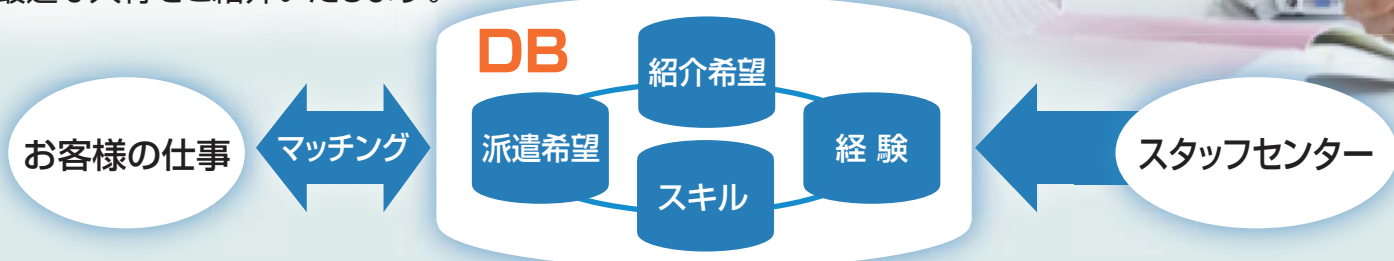 DB
紹介希望
お客様の仕事
マッチング
派遣希望
経 験
スタッフセンター
スキル